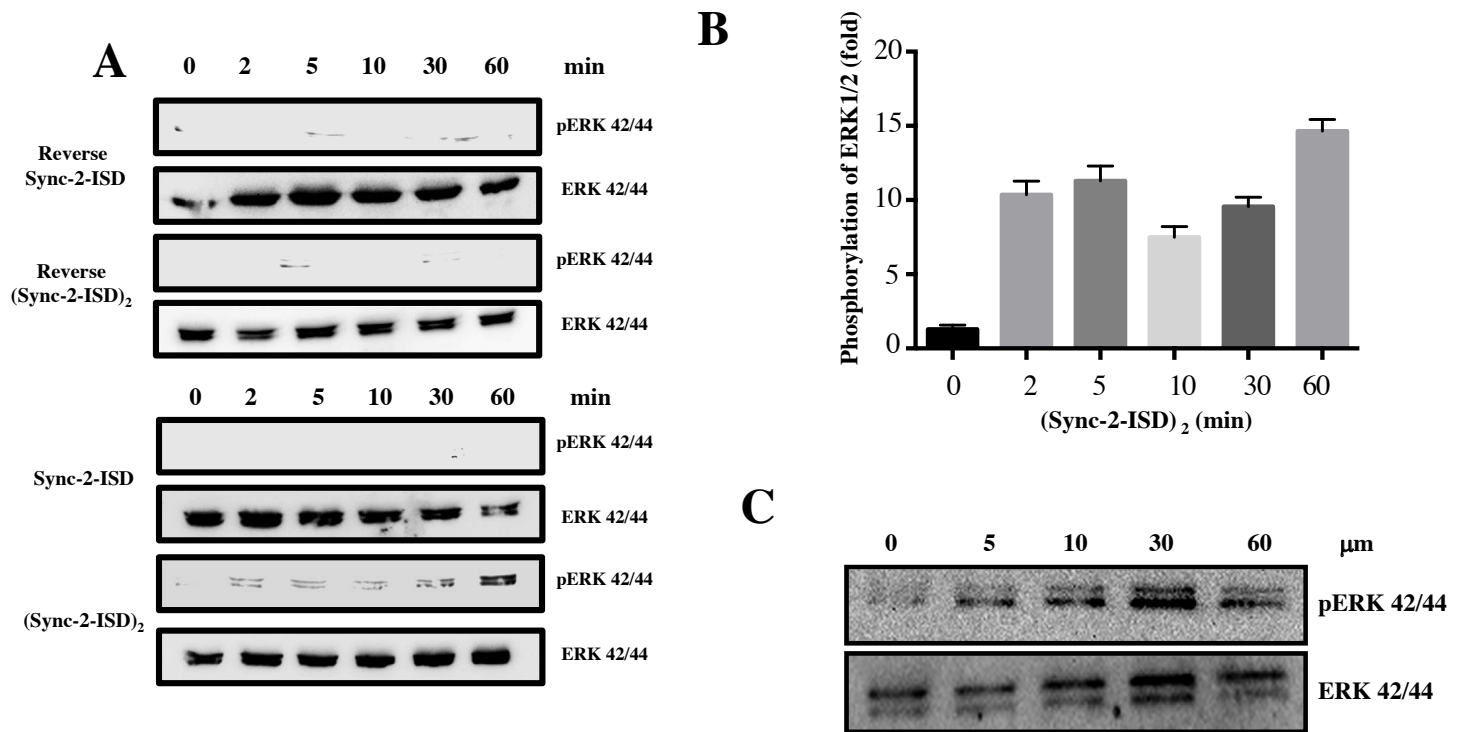 A
0 2 5 10 30 60 min
Reverse
Sync-2-ISD
pERK 42/44
ERK 42/44
Reverse
(Sync-2-ISD)2
pERK 42/44
ERK 42/44
0 2 5 10 30 60 min
Sync-2-ISD
pERK 42/44
ERK 42/44
(Sync-2-ISD)2
pERK 42/44
ERK 42/44
B
Phosphorylation of ERK1/2 (fold)
20
15
10
5
0
0 2 5 10 30 60
(Sync-2-ISD) 2 (min)
C
0 5 10 30 60 μm
pERK 42/44
ERK 42/44